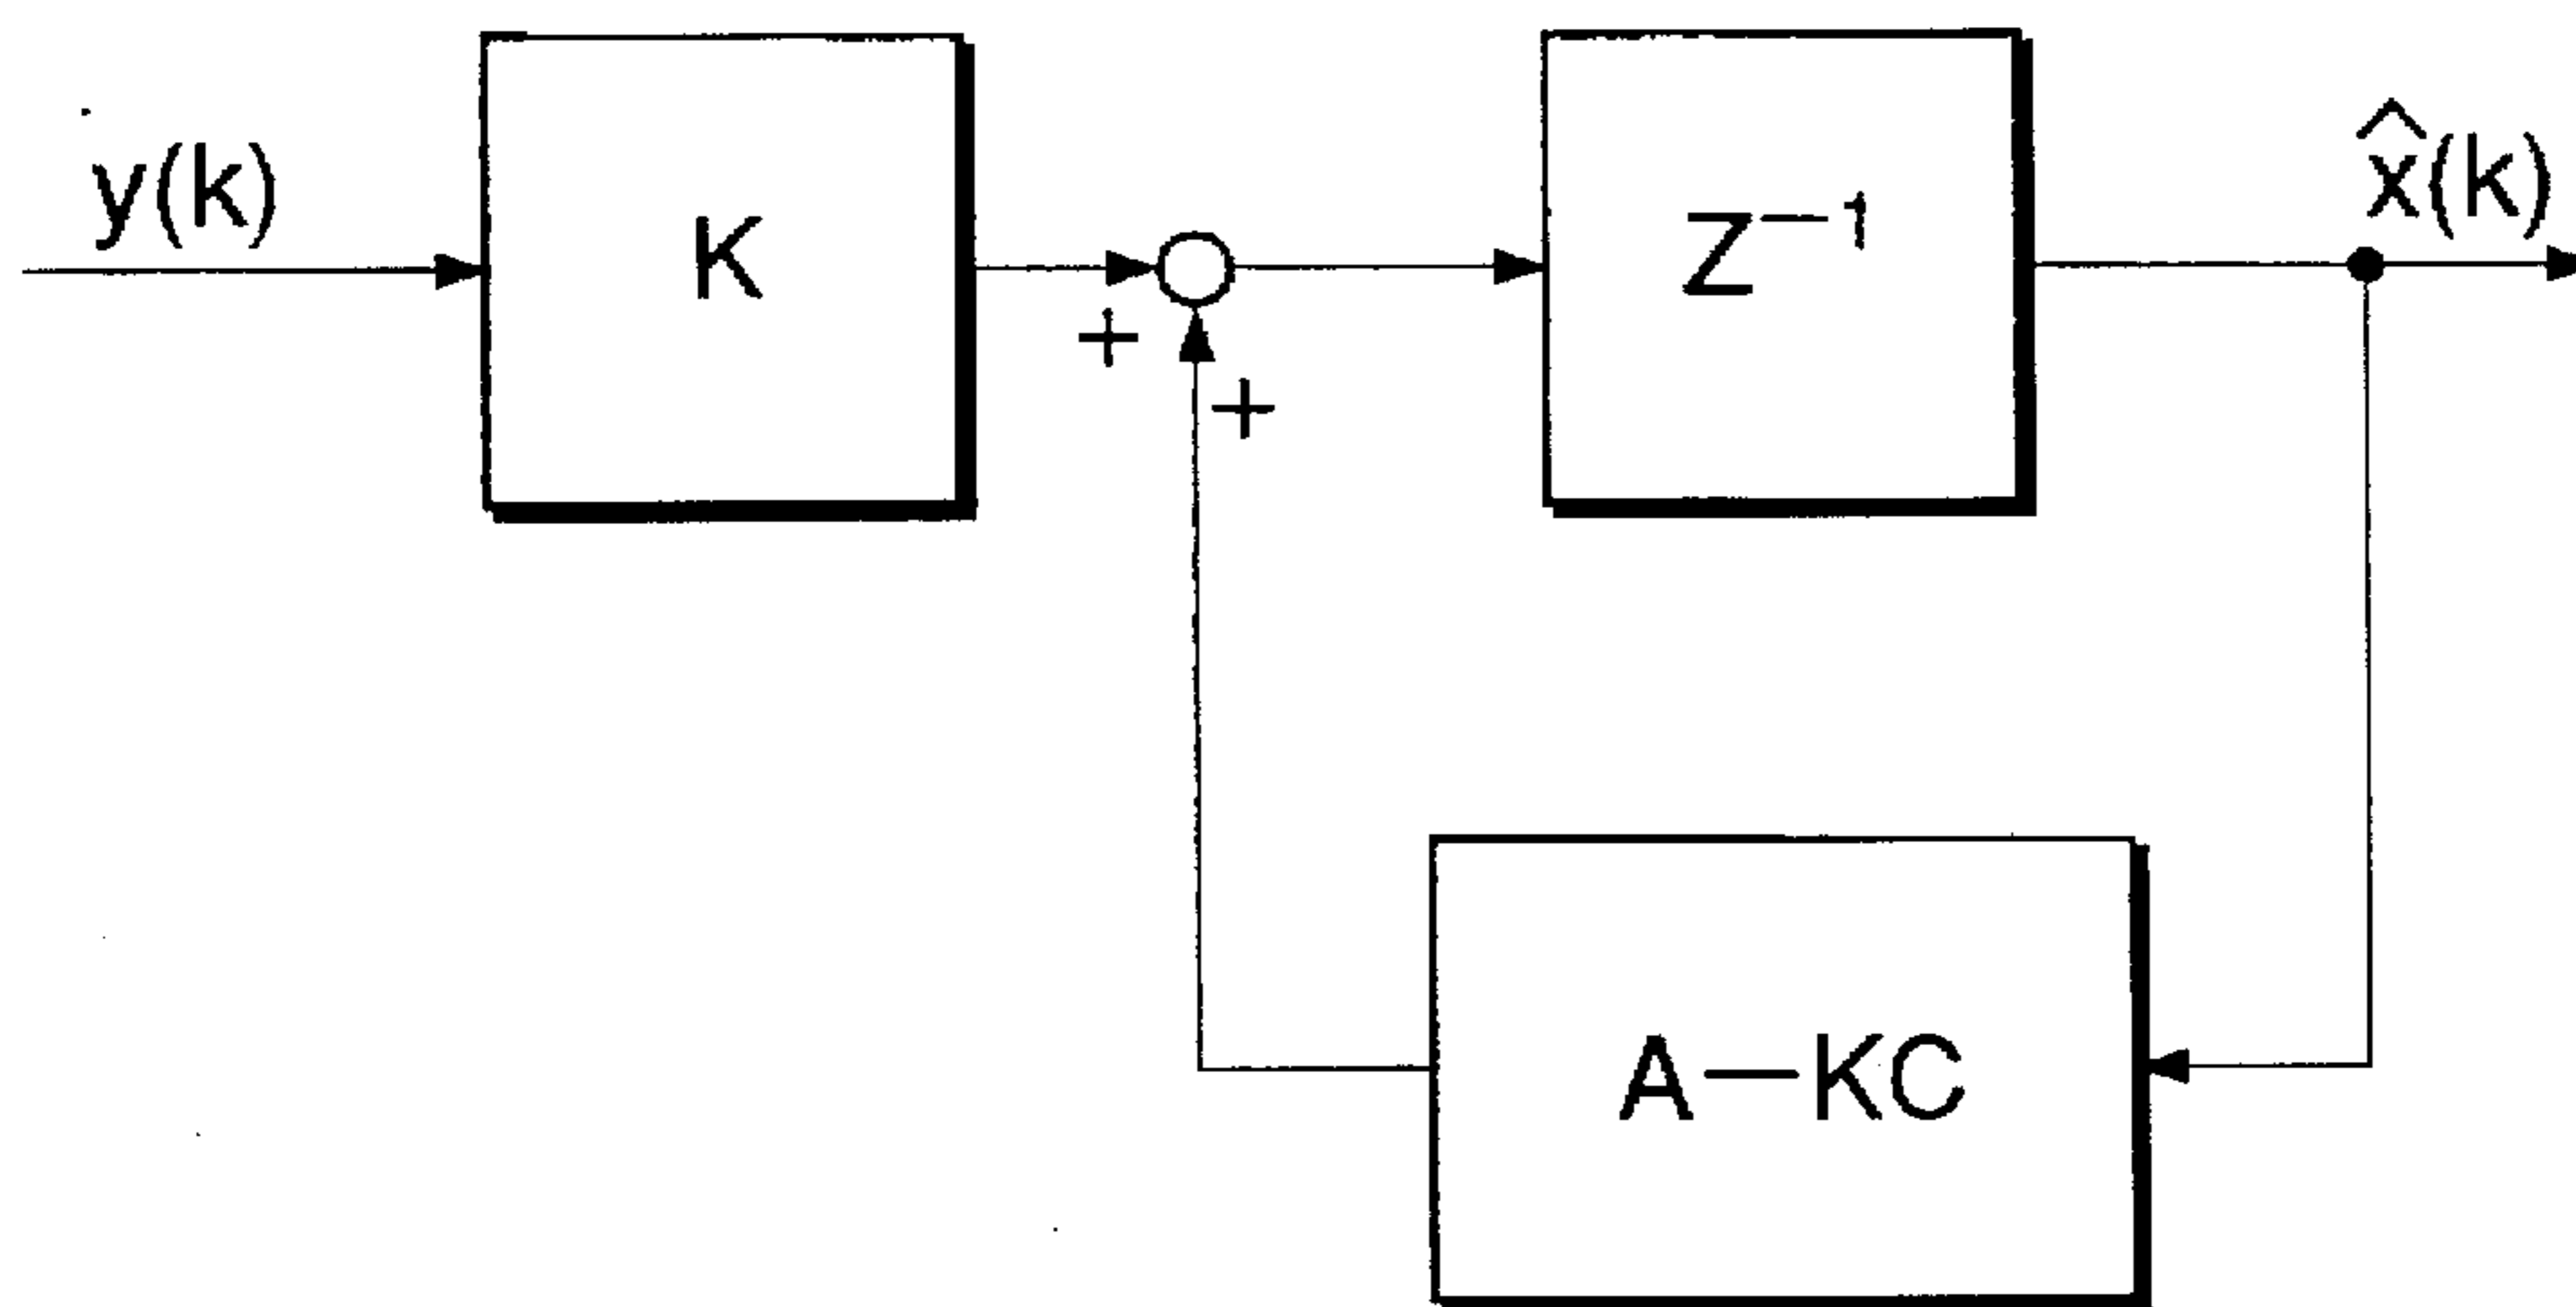 y(k)
K
+
+
Z⁻¹
x̂(k)
A—KC